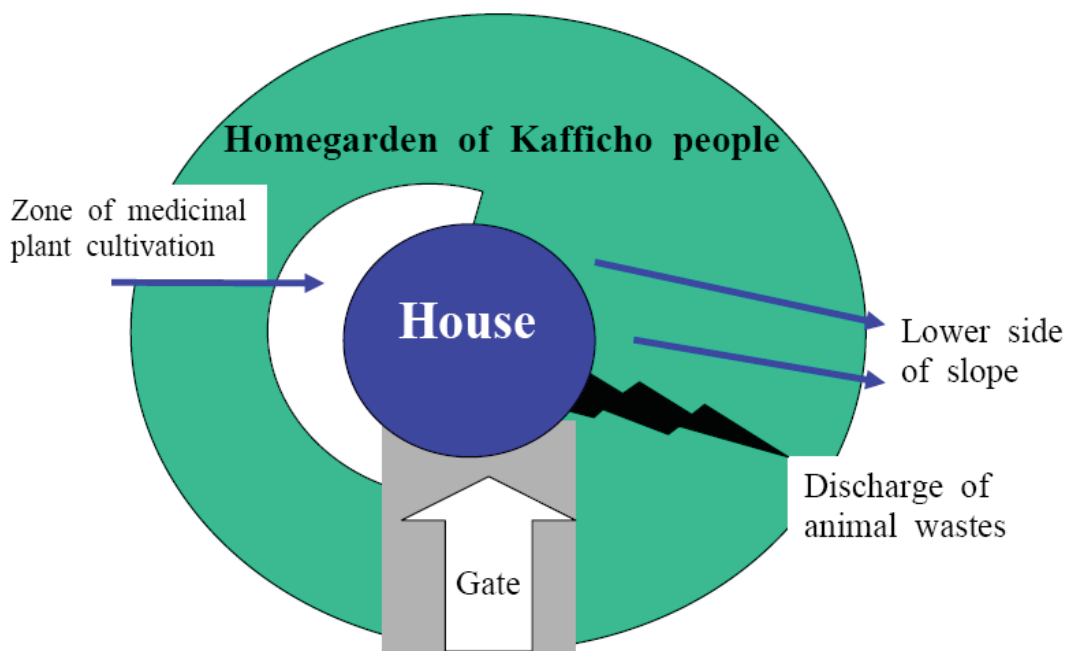 Homegarden of Kafficho people
Zone of medicinal
plant cultivation
House
Lower side
of slope
Discharge of
animal wastes
Gate